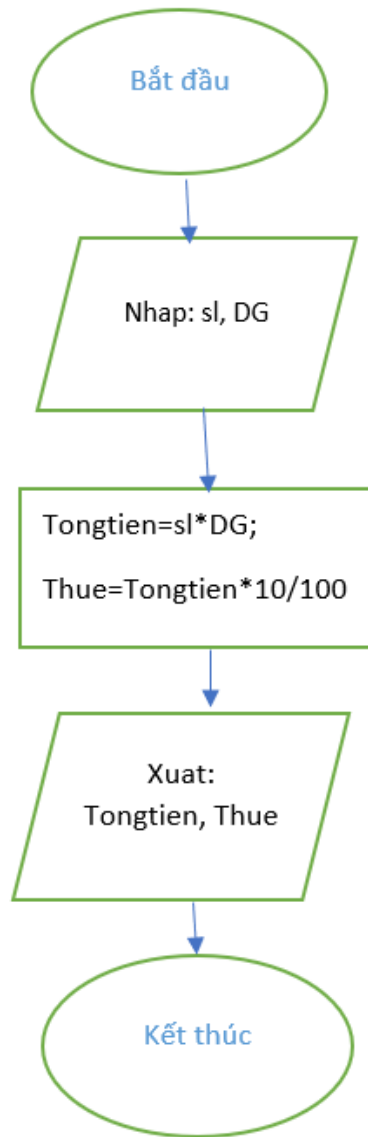 Bắt đầu
Nhap: sl, DG
Tongtien=sl*DG;
Thue=Tongtien*10/100
Xuat:
Tongtien, Thue
Kết thúc